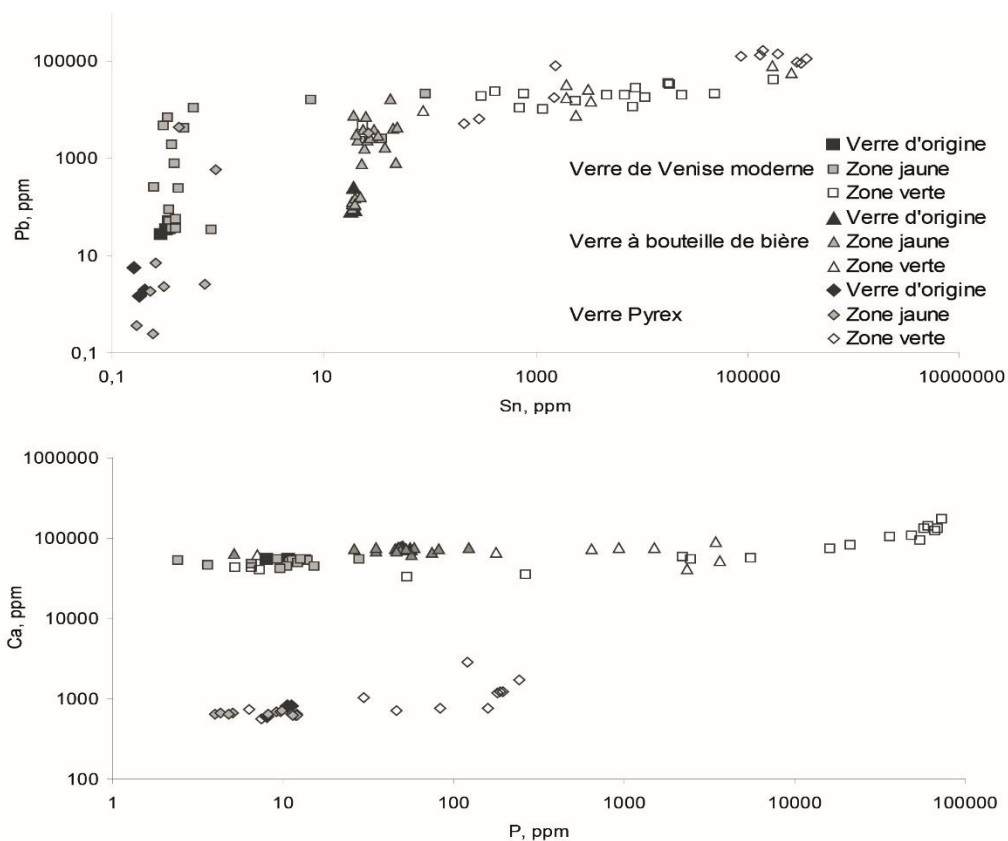 100000
1000
10
0,1
Pb, ppm
0,1
10
1000
100000
10000000
Sn, ppm
Verre de Venise moderne
Verre d'origine
Zone jaune
Zone verte
Verre à bouteille de bière
Verre d'origine
Zone jaune
Zone verte
Verre Pyrex
Verre d'origine
Zone jaune
Zone verte
1000000
100000
10000
1000
100
Ca, ppm
1
10
100
1000
10000
100000
P, ppm